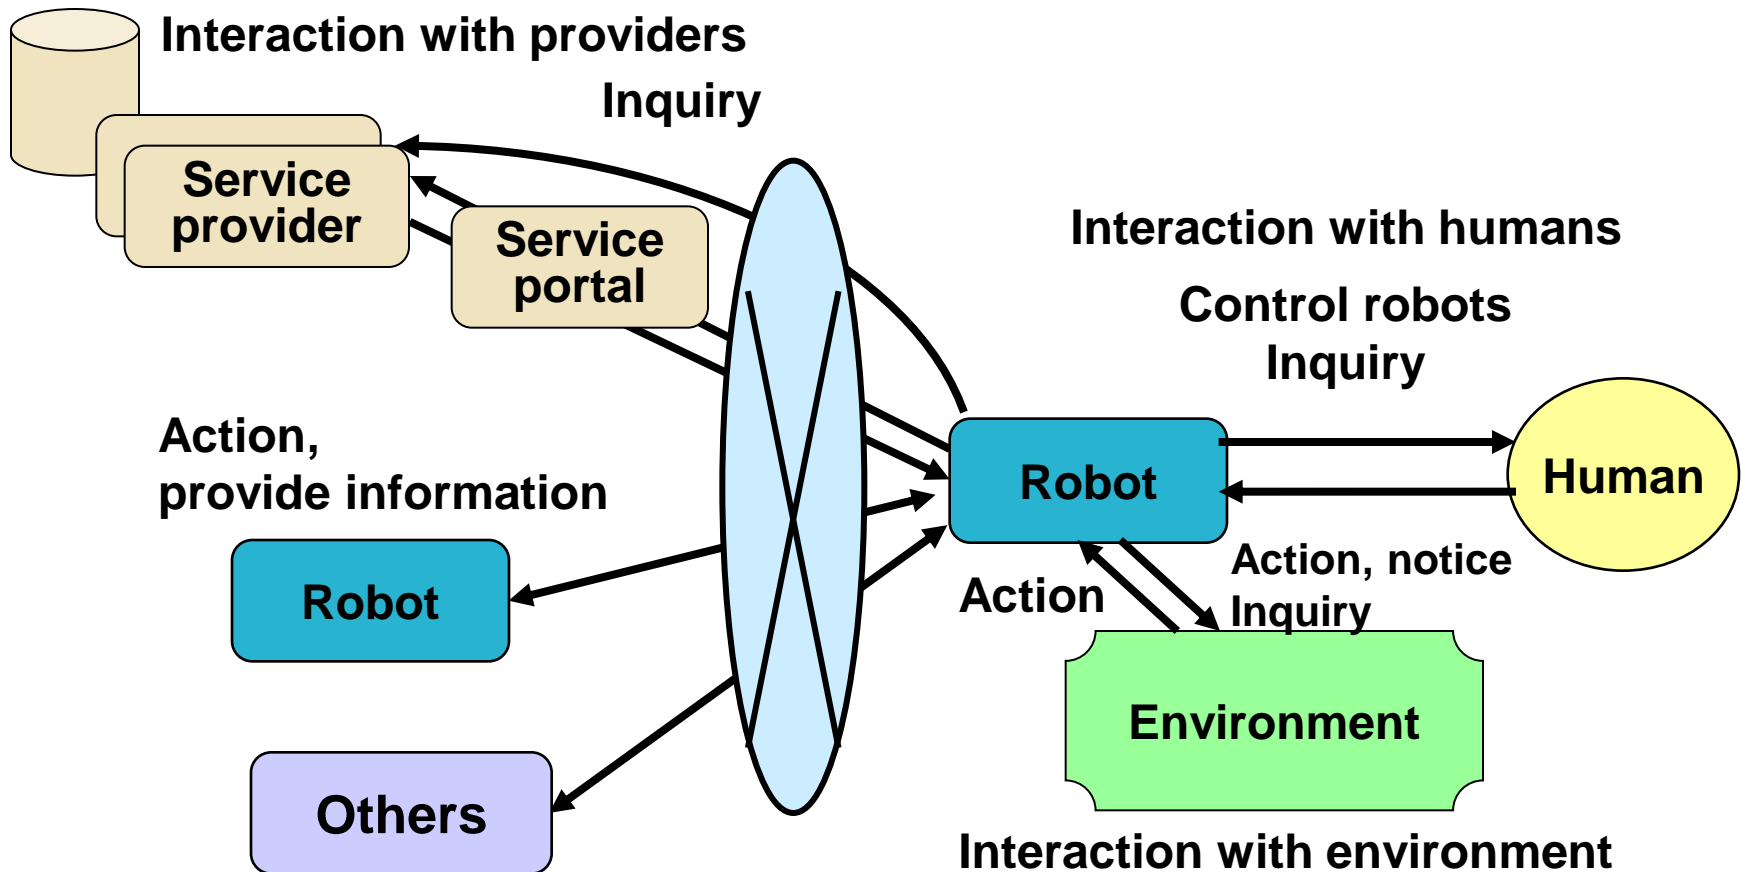 Interaction with providers
Inquiry
Service
provider
Service
portal
Interaction with humans
Control robots
Inquiry
Action,
provide information
Robot
Human
Robot
Action
Action, notice
Inquiry
Environment
Others
Interaction with environment